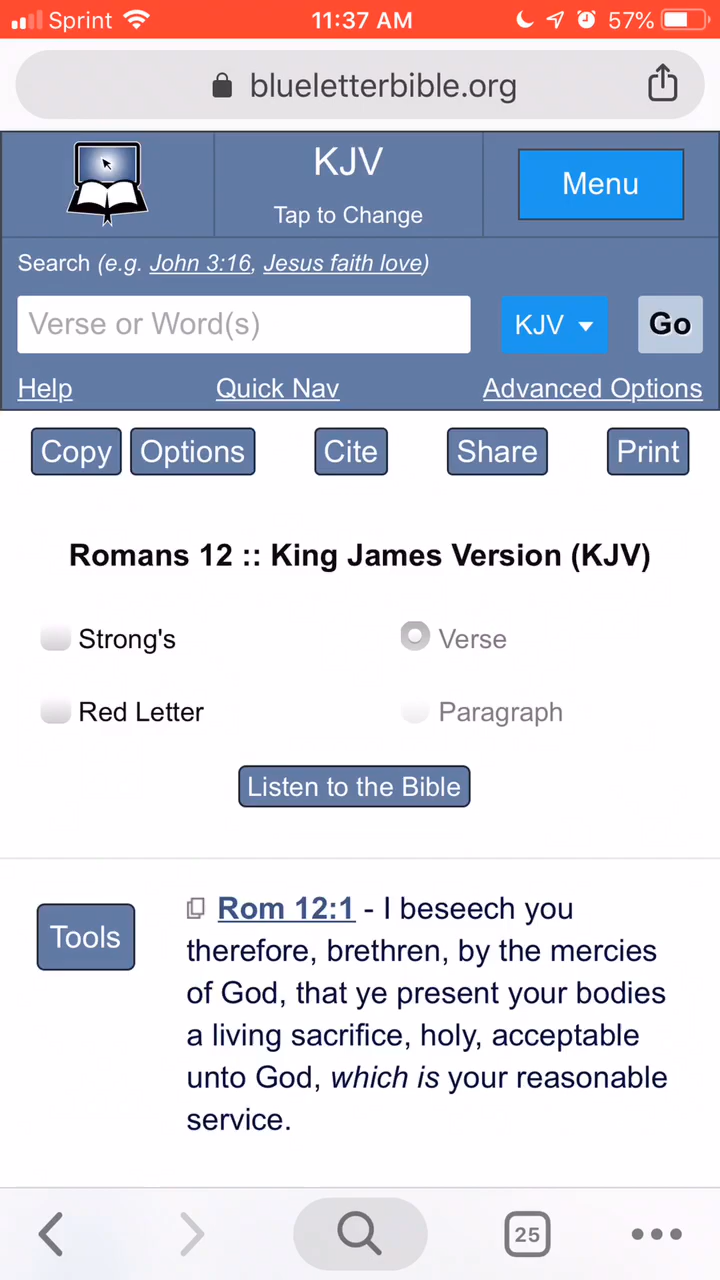 Sprint 11:37 AM 57%
blueletterbible.org
KJV
Tap to Change
Menu
Search (e.g. John 3:16, Jesus faith love)
Verse or Word(s) KJV Go
Help Quick Nav Advanced Options
Copy Options Cite Share Print
Romans 12 :: King James Version (KJV)
Strong's Verse
Red Letter Paragraph
Listen to the Bible
Tools
Rom 12:1 - I beseech you
therefore, brethren, by the mercies
of God, that ye present your bodies
a living sacrifice, holy, acceptable
unto God, which is your reasonable
service.
25